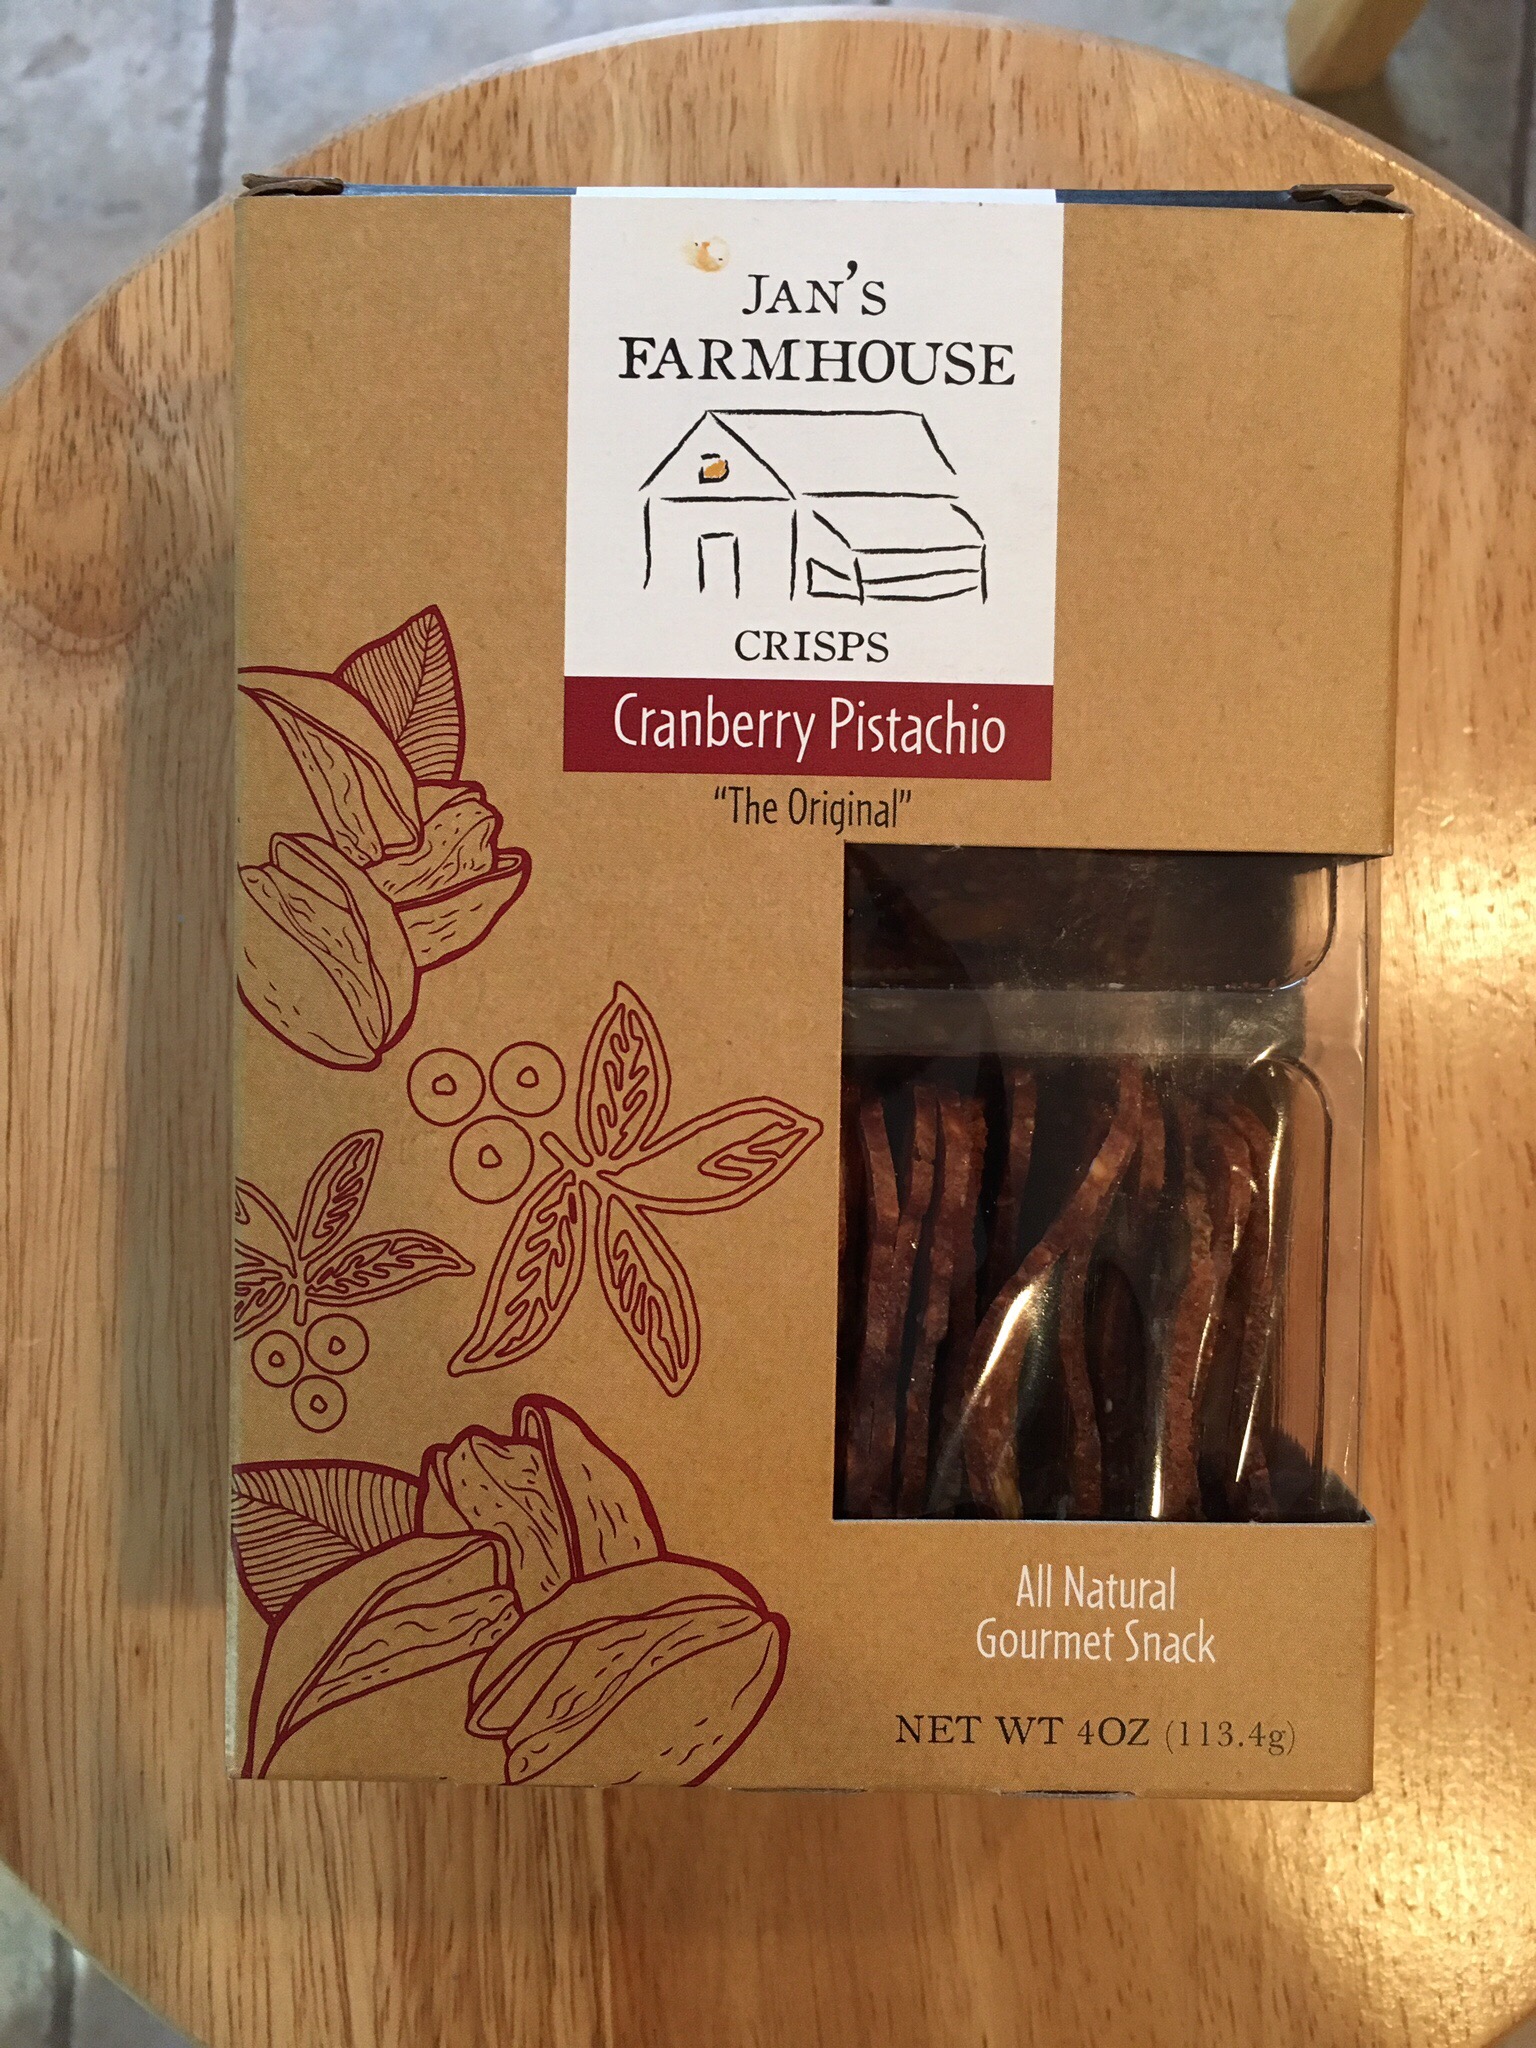 JAN'S
FARMHOUSE
CRISPS
Cranberry Pistachio
“The Original”
All Natural
Gourmet Snack
NET WT 4OZ (113.4g)